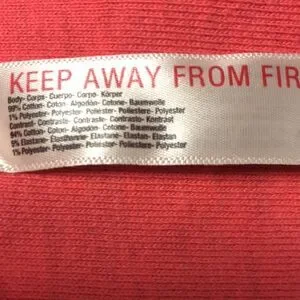 KEEP AWAY FROM FIR
Body- Corps- Cuerpo- Corpo- Körper
99% Cotton- Coton- Algodón- Cotone- Baumwolle
1% Polyester- Polyester- Poliéster- Poliestere- Polyester
Contrast- Contraste- Contraste- Contrasto- Kontrast
94% Cotton- Coton- Algodón- Cotone- Baumwolle
5% Elastane- Élasthanne- Elastano- Elastan- Elastan
1% Polyester- Polyester- Poliéster- Poliestere- Polyester